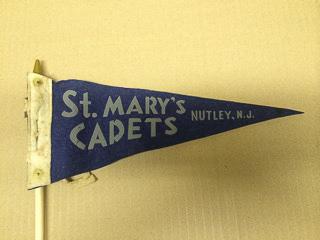 St. MARY'S
CADETS
NUTLEY, N.J.